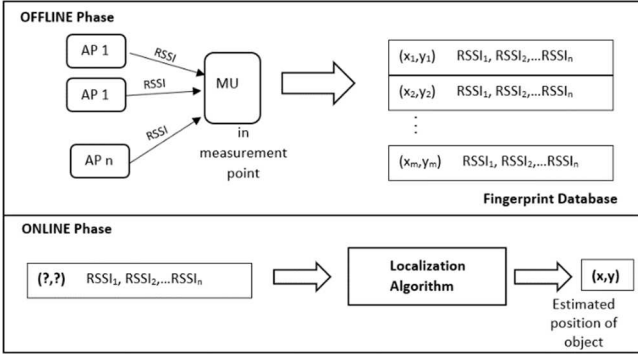 OFFLINE Phase
AP 1
RSSI
AP 1
RSSI
AP n
RSSI
MU
in
measurement
point
(x₁,y₁) RSSI₁, RSSI₂,...RSSIₙ
(x₂,y₂) RSSI₁, RSSI₂,...RSSIₙ
⋮
(xₘ,yₘ) RSSI₁, RSSI₂,...RSSIₙ
Fingerprint Database
ONLINE Phase
(?,?) RSSI₁, RSSI₂,...RSSIₙ
Localization
Algorithm
(x,y)
Estimated
position of
object